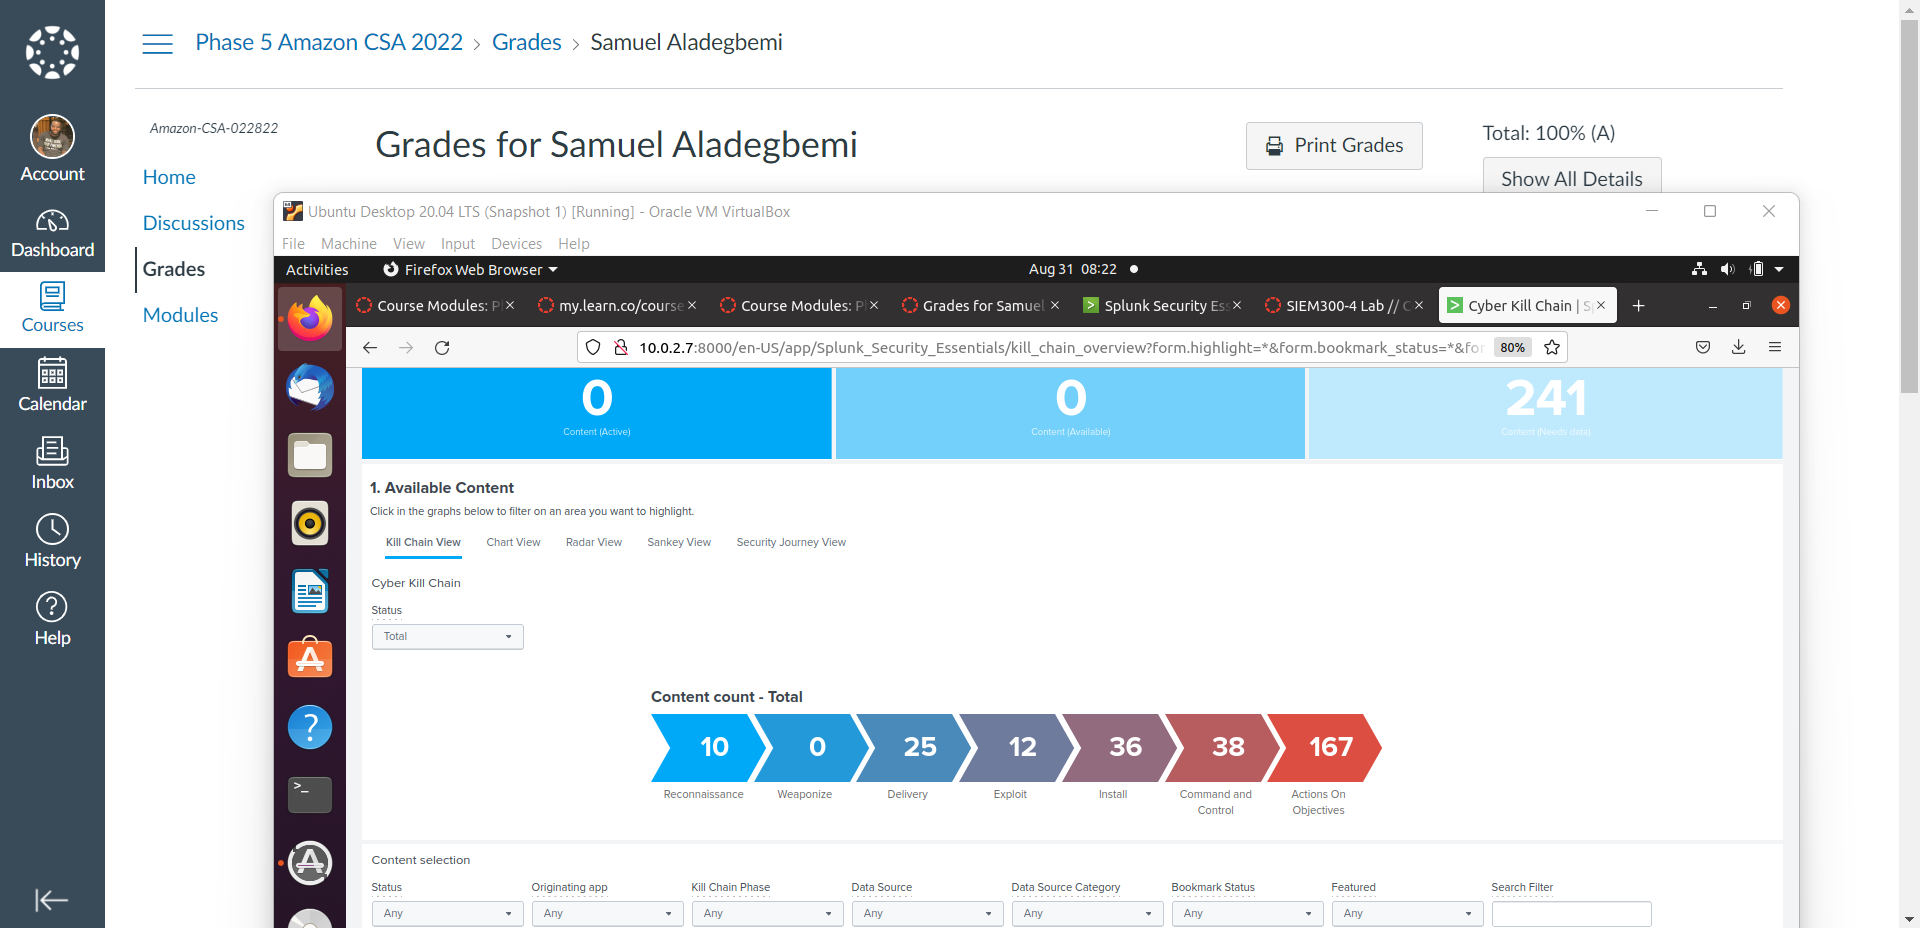 Phase 5 Amazon CSA 2022 › Grades › Samuel Aladegbemi
Account
Dashboard
Courses
Calendar
Inbox
History
Help
Amazon-CSA-022822
Home
Discussions
Grades
Modules
Grades for Samuel Aladegbemi
Print Grades
Total: 100% (A)
Show All Details
Ubuntu Desktop 20.04 LTS (Snapshot 1) [Running] - Oracle VM VirtualBox
File Machine View Input Devices Help
Activities Firefox Web Browser Aug 31 08:22
Course Modules: Pl my.learn.co/course Course Modules: Pl Grades for Samuel Splunk Security Ess SIEM300-4 Lab // C Cyber Kill Chain | Sp
10.0.2.7:8000/en-US/app/Splunk_Security_Essentials/kill_chain_overview?form.highlight=*&form.bookmark_status=*&for 80%
0 0 241
Content (Active) Content (Available) Content (Needs data)
1. Available Content
Click in the graphs below to filter on an area you want to highlight.
Kill Chain View Chart View Radar View Sankey View Security Journey View
Cyber Kill Chain
Status
Total
Content count - Total
10 0 25 12 36 38 167
Reconnaissance Weaponize Delivery Exploit Install Command and Control Actions On Objectives
Content selection
Status Originating app Kill Chain Phase Data Source Data Source Category Bookmark Status Featured Search Filter
Any Any Any Any Any Any Any